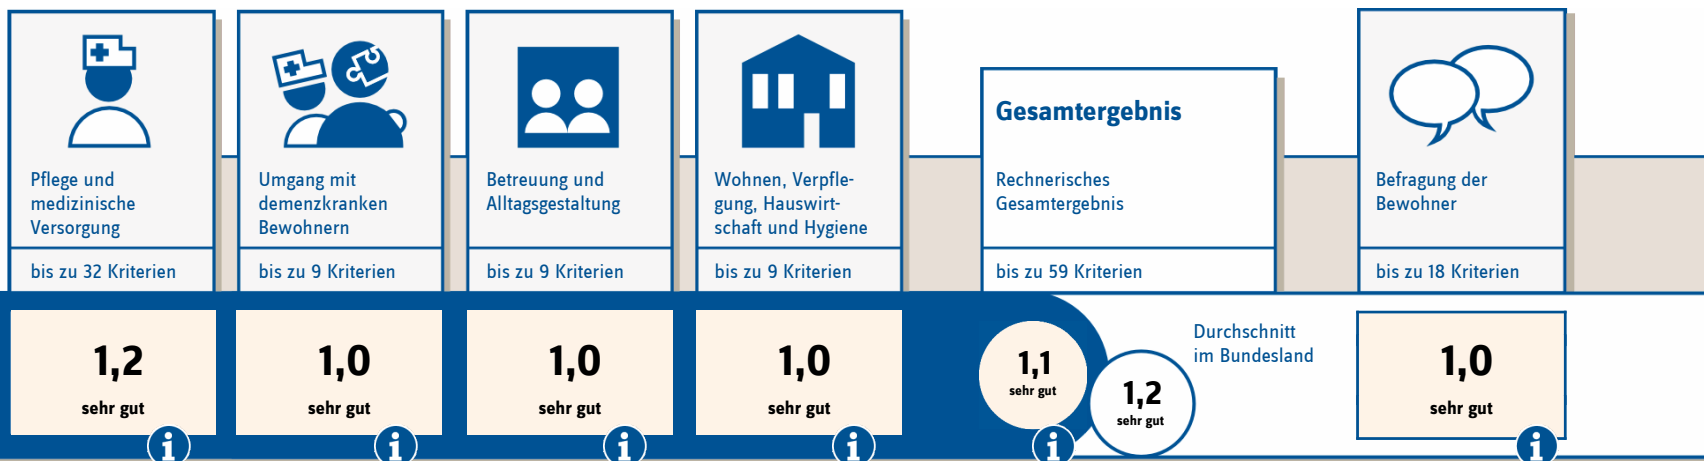 Pflege und
medizinische
Versorgung
bis zu 32 Kriterien
1,2
sehr gut
i
Umgang mit
demenzkranken
Bewohnern
bis zu 9 Kriterien
1,0
sehr gut
i
Betreuung und
Alltagsgestaltung
bis zu 9 Kriterien
1,0
sehr gut
i
Wohnen, Verpfle-
gung, Hauswirt-
schaft und Hygiene
bis zu 9 Kriterien
1,0
sehr gut
i
Gesamtergebnis
Rechnerisches
Gesamtergebnis
bis zu 59 Kriterien
1,1
sehr gut
i
Durchschnitt
im Bundesland
1,2
sehr gut
Befragung der
Bewohner
bis zu 18 Kriterien
1,0
sehr gut
i